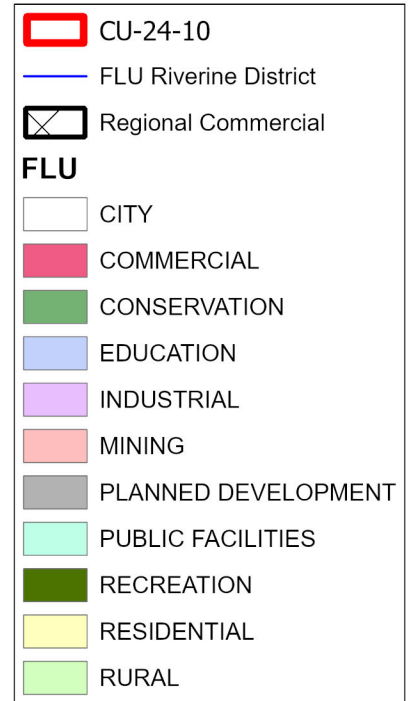 CU-24-10
FLU Riverine District
Regional Commercial
FLU
CITY
COMMERCIAL
CONSERVATION
EDUCATION
INDUSTRIAL
MINING
PLANNED DEVELOPMENT
PUBLIC FACILITIES
RECREATION
RESIDENTIAL
RURAL